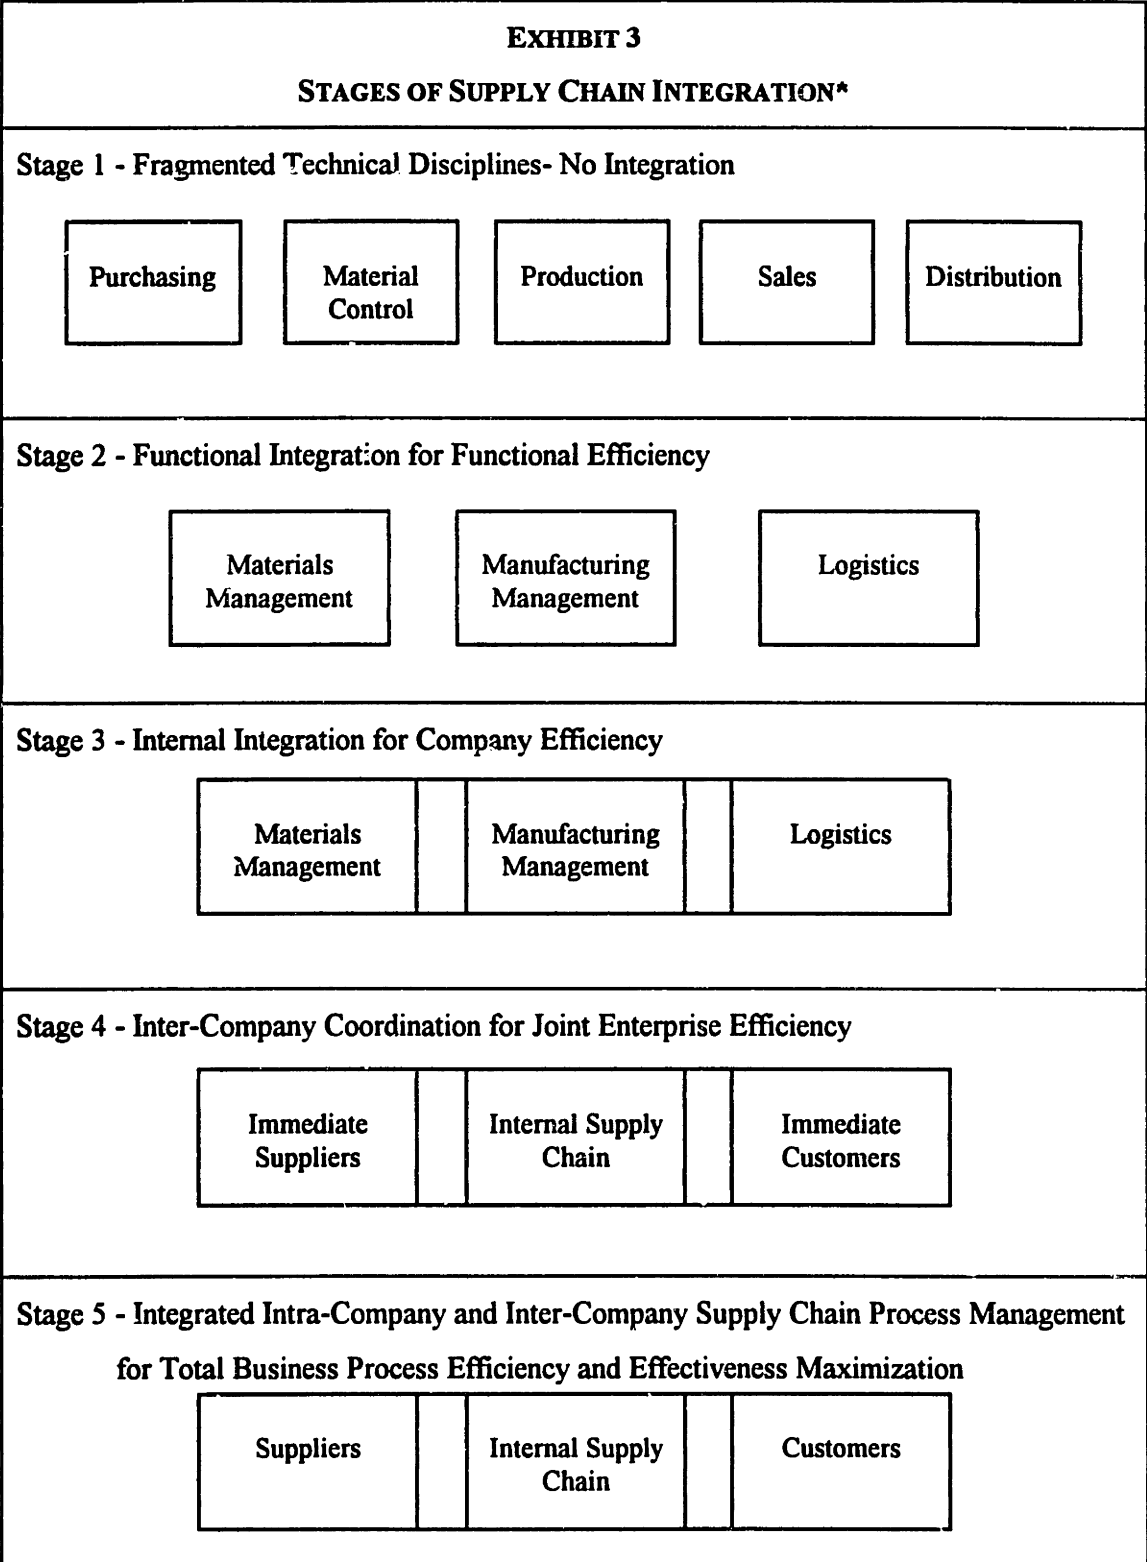 EXHIBIT 3
STAGES OF SUPPLY CHAIN INTEGRATION*
Stage 1 - Fragmented Technical Disciplines- No Integration
Purchasing
Material
Control
Production
Sales
Distribution
Stage 2 - Functional Integration for Functional Efficiency
Materials
Management
Manufacturing
Management
Logistics
Stage 3 - Internal Integration for Company Efficiency
Materials
Management
Manufacturing
Management
Logistics
Stage 4 - Inter-Company Coordination for Joint Enterprise Efficiency
Immediate
Suppliers
Internal Supply
Chain
Immediate
Customers
Stage 5 - Integrated Intra-Company and Inter-Company Supply Chain Process Management
for Total Business Process Efficiency and Effectiveness Maximization
Suppliers
Internal Supply
Chain
Customers